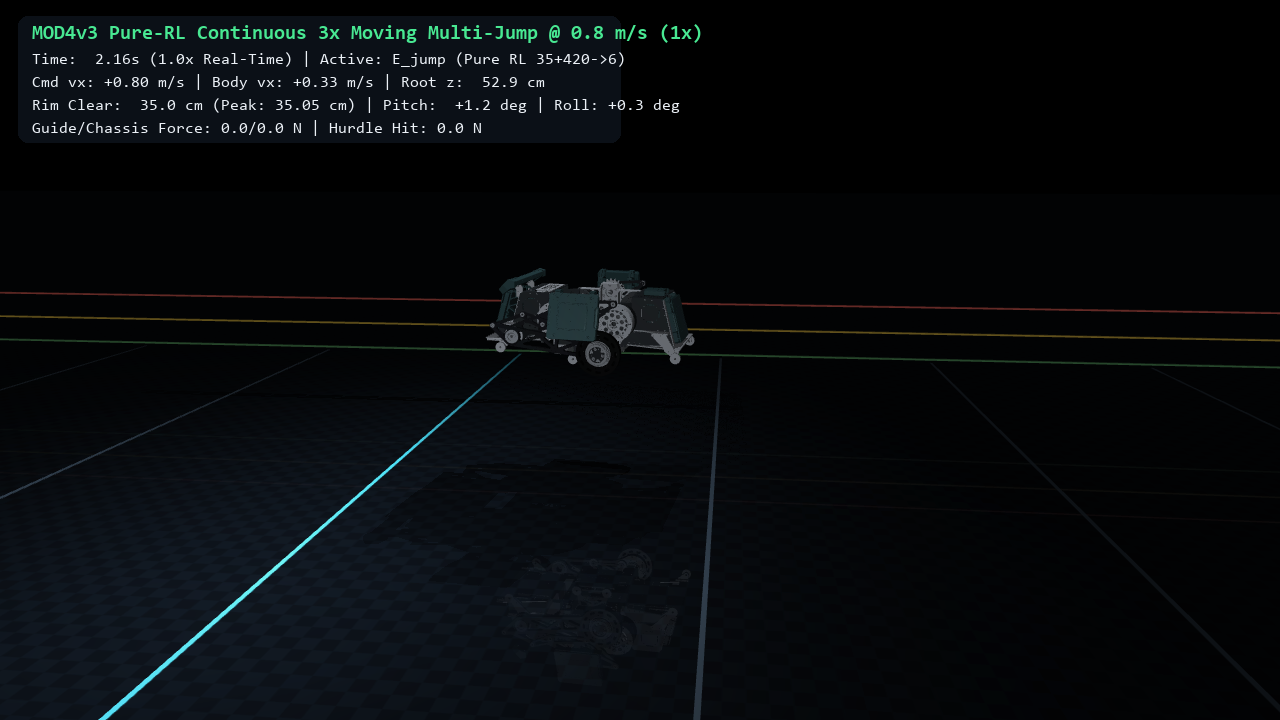 MOD4v3 Pure-RL Continuous 3x Moving Multi-Jump @ 0.8 m/s (1x)
Time:  2.16s (1.0x Real-Time) | Active: E_jump (Pure RL 35+420->6)
Cmd vx: +0.80 m/s | Body vx: +0.33 m/s | Root z:  52.9 cm
Rim Clear:  35.0 cm (Peak: 35.05 cm) | Pitch:  +1.2 deg | Roll: +0.3 deg
Guide/Chassis Force: 0.0/0.0 N | Hurdle Hit: 0.0 N